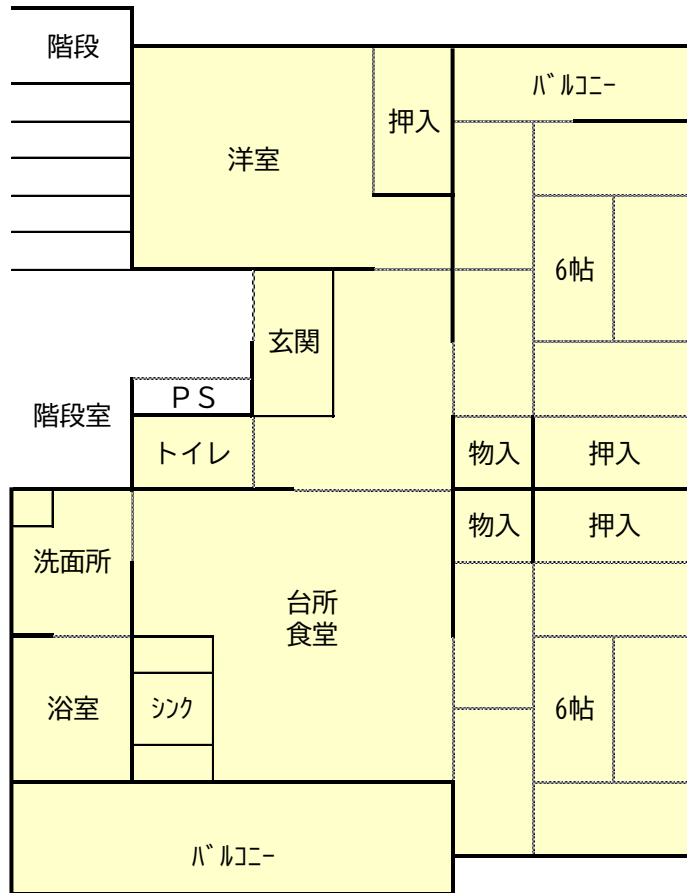 階段
バルコニー
押入
洋室
6帖
玄関
ＰＳ
階段室
トイレ
物入
押入
物入
押入
洗面所
台所
食堂
浴室
シンク
6帖
バルコニー